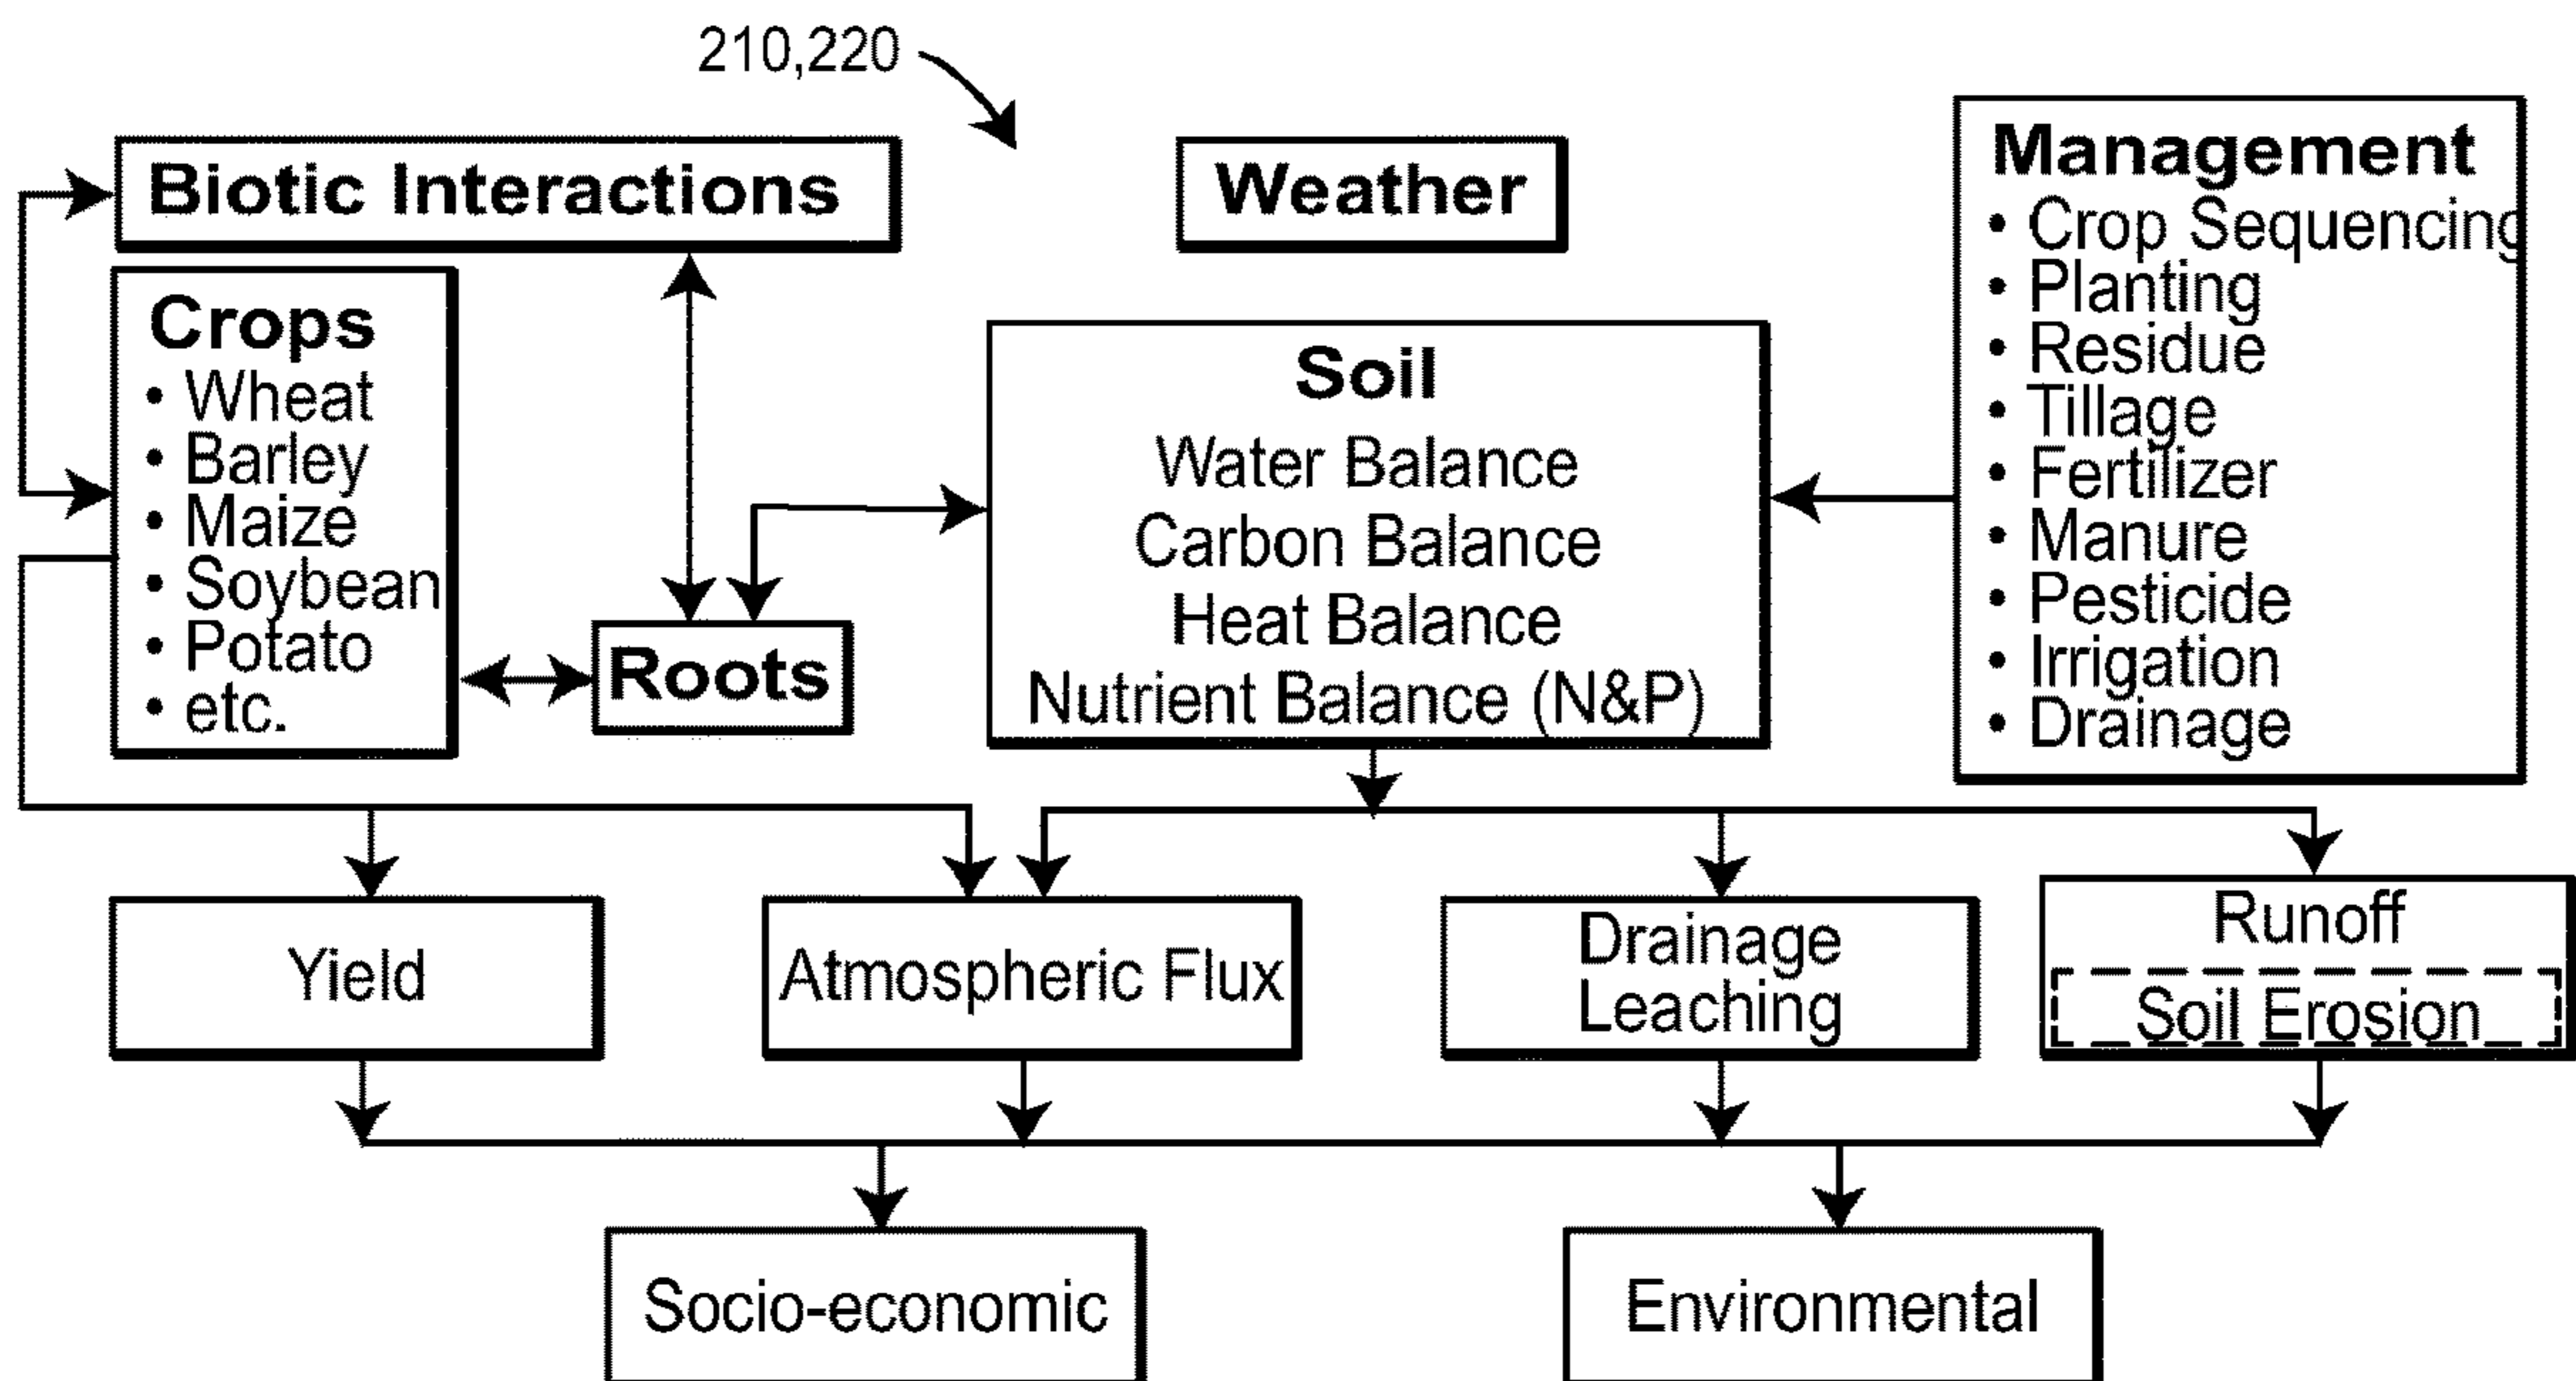 210,220
Biotic Interactions
Weather
Management
• Crop Sequencing
• Planting
• Residue
• Tillage
• Fertilizer
• Manure
• Pesticide
• Irrigation
• Drainage
Crops
• Wheat
• Barley
• Maize
• Soybean
• Potato
• etc.
Soil
Water Balance
Carbon Balance
Heat Balance
Nutrient Balance (N&P)
Roots
Yield
Atmospheric Flux
Drainage
Leaching
Runoff
Soil Erosion
Socio-economic
Environmental